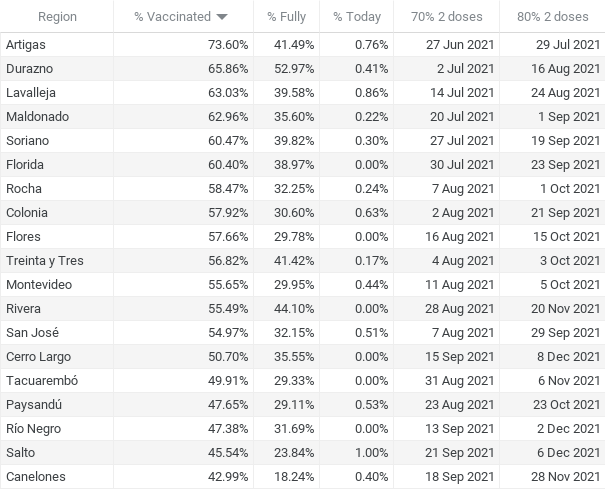 Region % Vaccinated % Fully % Today 70% 2 doses 80% 2 doses
Artigas 73.60% 41.49% 0.76% 27 Jun 2021 29 Jul 2021
Durazno 65.86% 52.97% 0.41% 2 Jul 2021 16 Aug 2021
Lavalleja 63.03% 39.58% 0.86% 14 Jul 2021 24 Aug 2021
Maldonado 62.96% 35.60% 0.22% 20 Jul 2021 1 Sep 2021
Soriano 60.47% 39.82% 0.30% 27 Jul 2021 19 Sep 2021
Florida 60.40% 38.97% 0.00% 30 Jul 2021 23 Sep 2021
Rocha 58.47% 32.25% 0.24% 7 Aug 2021 1 Oct 2021
Colonia 57.92% 30.60% 0.63% 2 Aug 2021 21 Sep 2021
Flores 57.66% 29.78% 0.00% 16 Aug 2021 15 Oct 2021
Treinta y Tres 56.82% 41.42% 0.17% 4 Aug 2021 3 Oct 2021
Montevideo 55.65% 29.95% 0.44% 11 Aug 2021 5 Oct 2021
Rivera 55.49% 44.10% 0.00% 28 Aug 2021 20 Nov 2021
San José 54.97% 32.15% 0.51% 7 Aug 2021 29 Sep 2021
Cerro Largo 50.70% 35.55% 0.00% 15 Sep 2021 8 Dec 2021
Tacuarembó 49.91% 29.33% 0.00% 31 Aug 2021 6 Nov 2021
Paysandú 47.65% 29.11% 0.53% 23 Aug 2021 23 Oct 2021
Río Negro 47.38% 31.69% 0.00% 13 Sep 2021 2 Dec 2021
Salto 45.54% 23.84% 1.00% 21 Sep 2021 6 Dec 2021
Canelones 42.99% 18.24% 0.40% 18 Sep 2021 28 Nov 2021